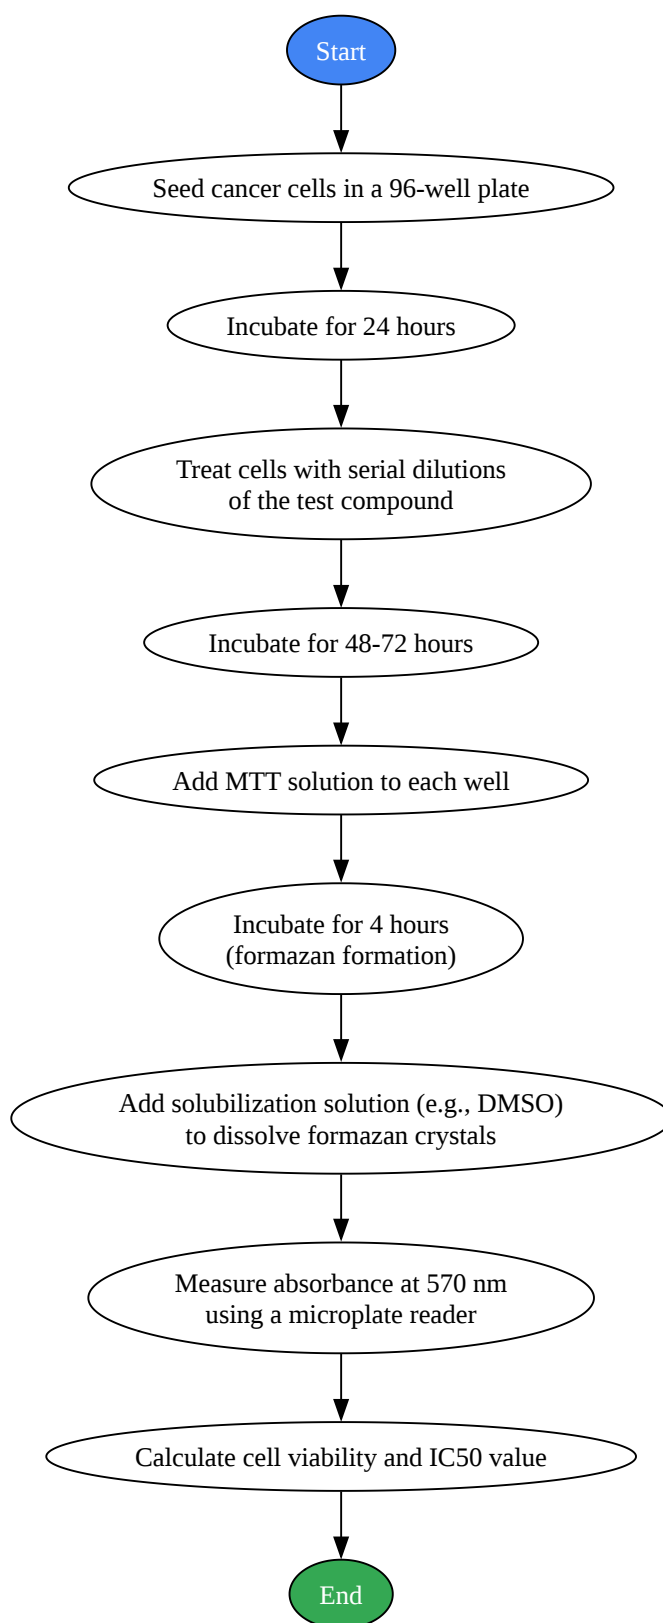 Start
Seed cancer cells in a 96-well plate
Incubate for 24 hours
Treat cells with serial dilutions
of the test compound
Incubate for 48-72 hours
Add MTT solution to each well
Incubate for 4 hours
(formazan formation)
Add solubilization solution (e.g., DMSO)
to dissolve formazan crystals
Measure absorbance at 570 nm
using a microplate reader
Calculate cell viability and IC50 value
End